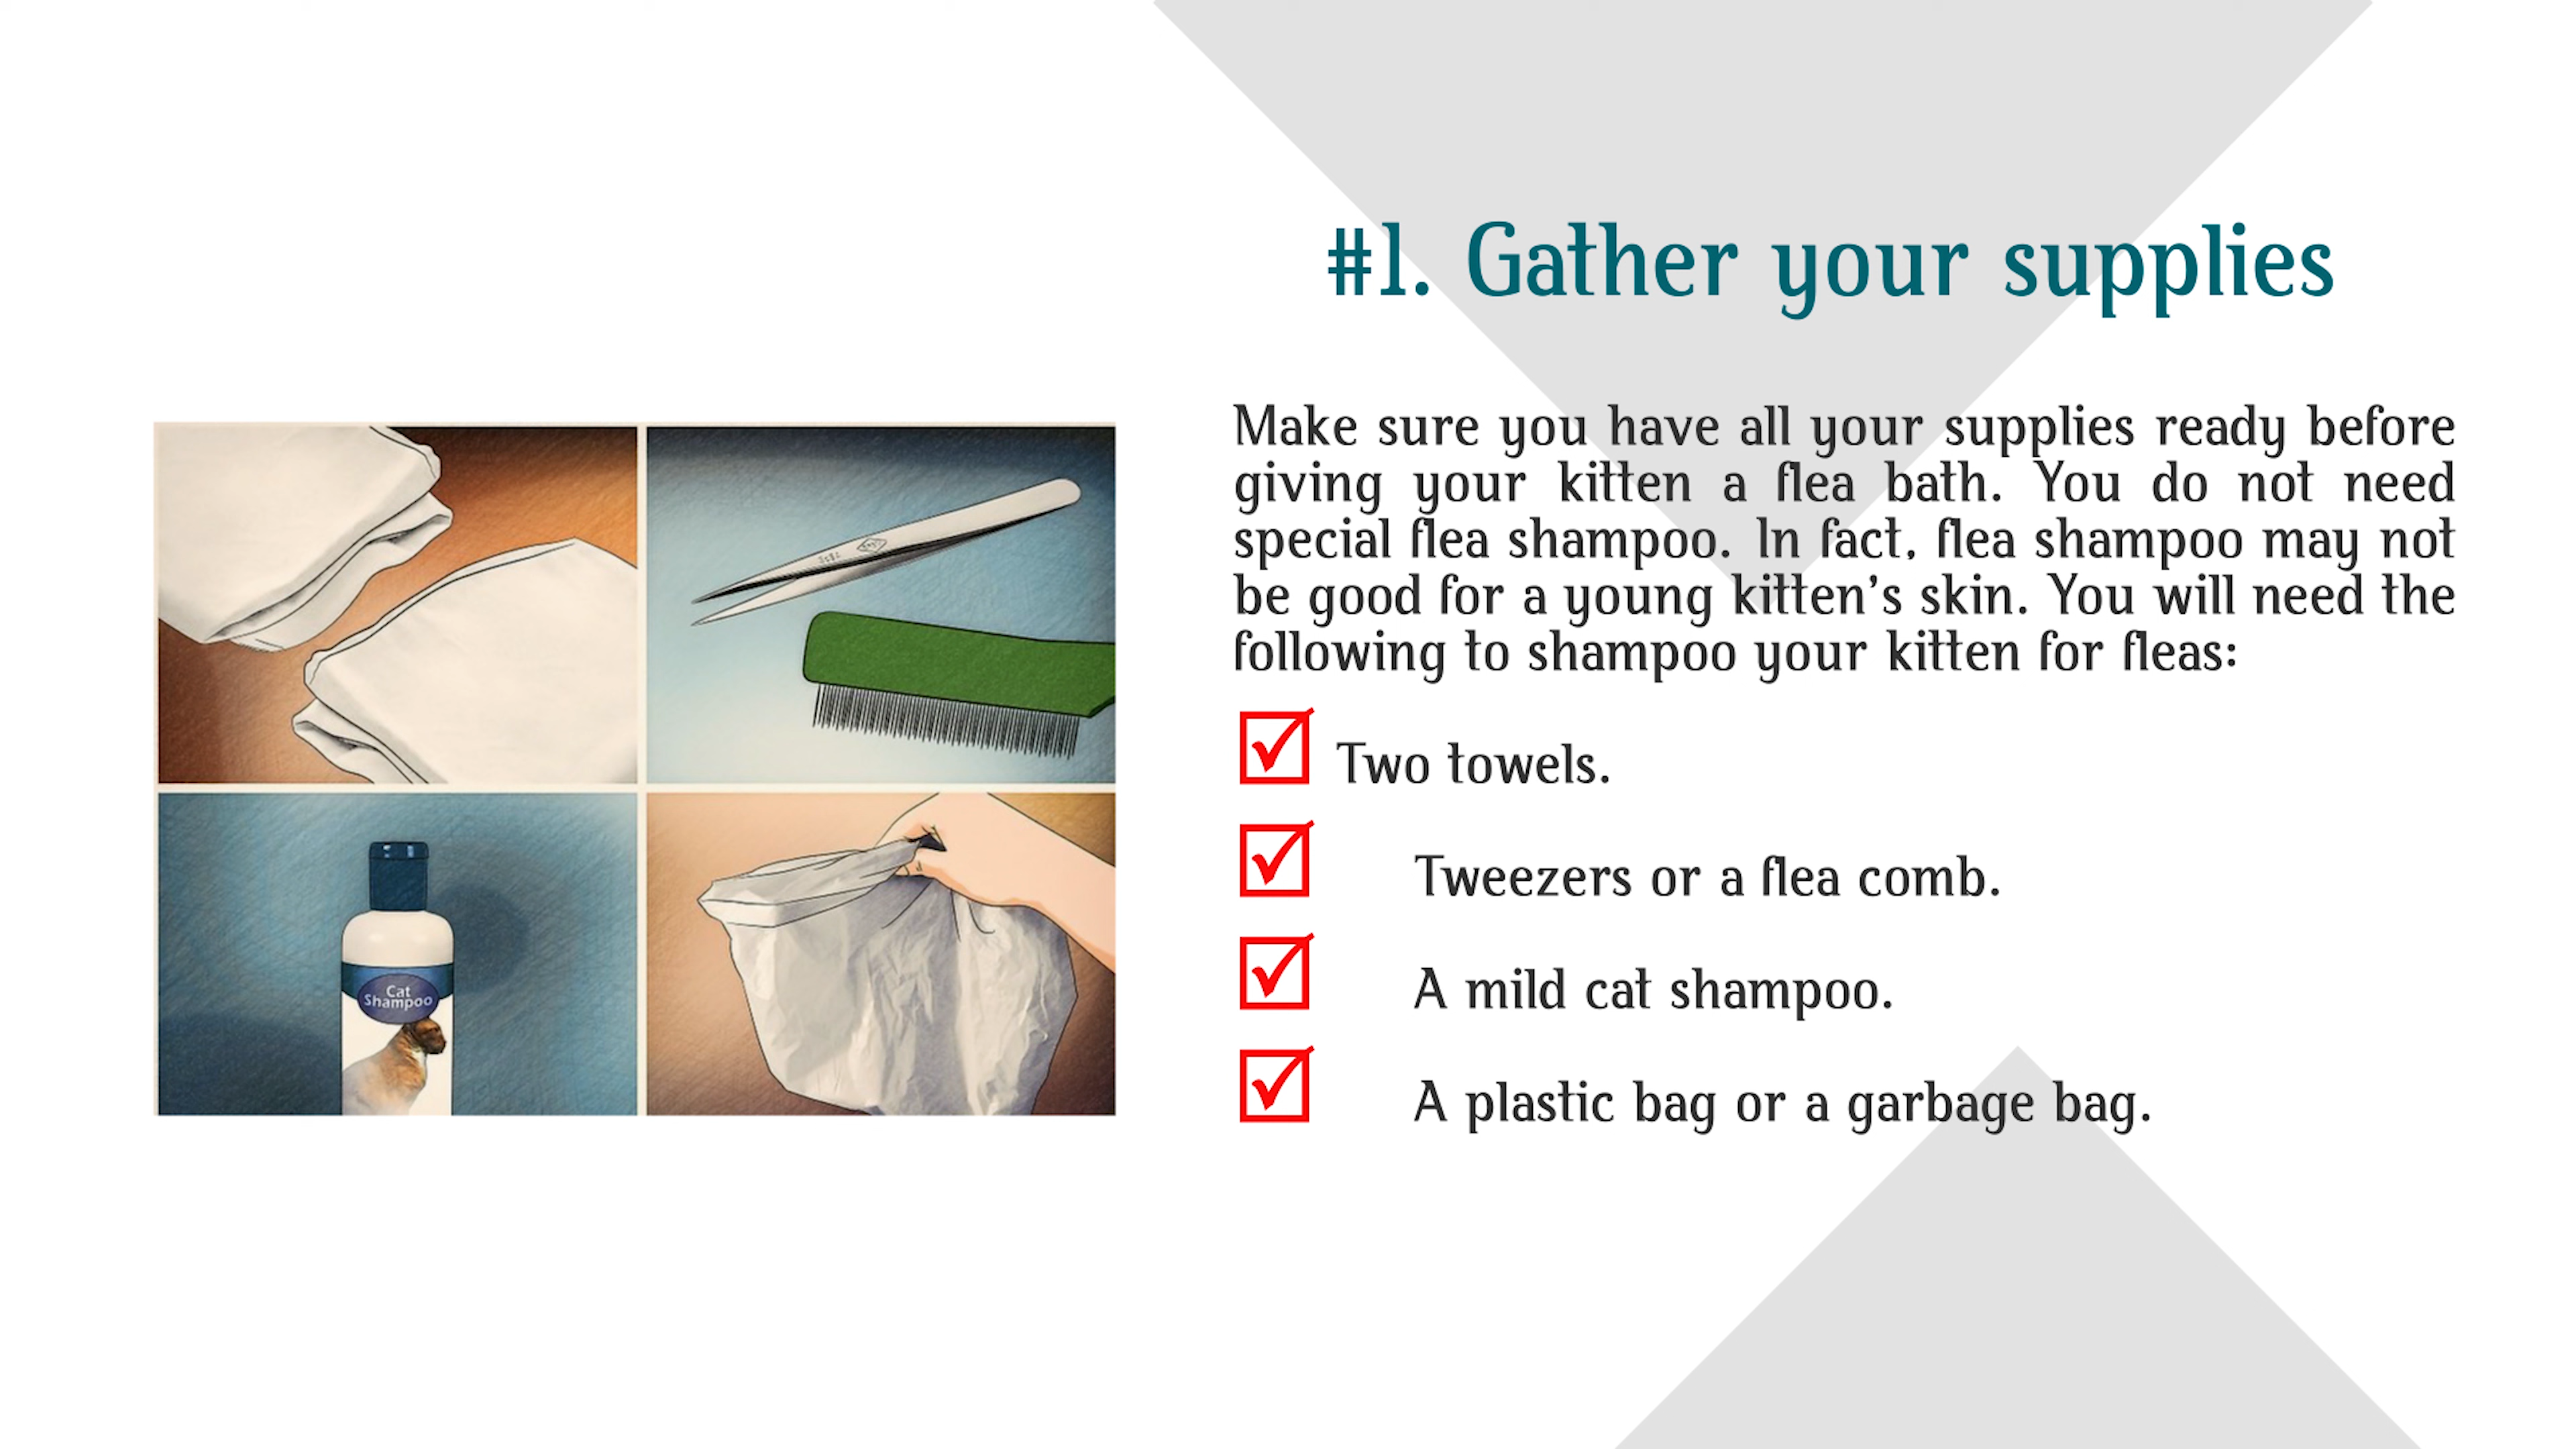 #1. Gather your supplies
Make sure you have all your supplies ready before
giving your kitten a flea bath. You do not need
special flea shampoo. In fact, flea shampoo may not
be good for a young kitten's skin. You will need the
following to shampoo your kitten for fleas:
Two towels.
Tweezers or a flea comb.
A mild cat shampoo.
A plastic bag or a garbage bag.
Cat
Shampoo